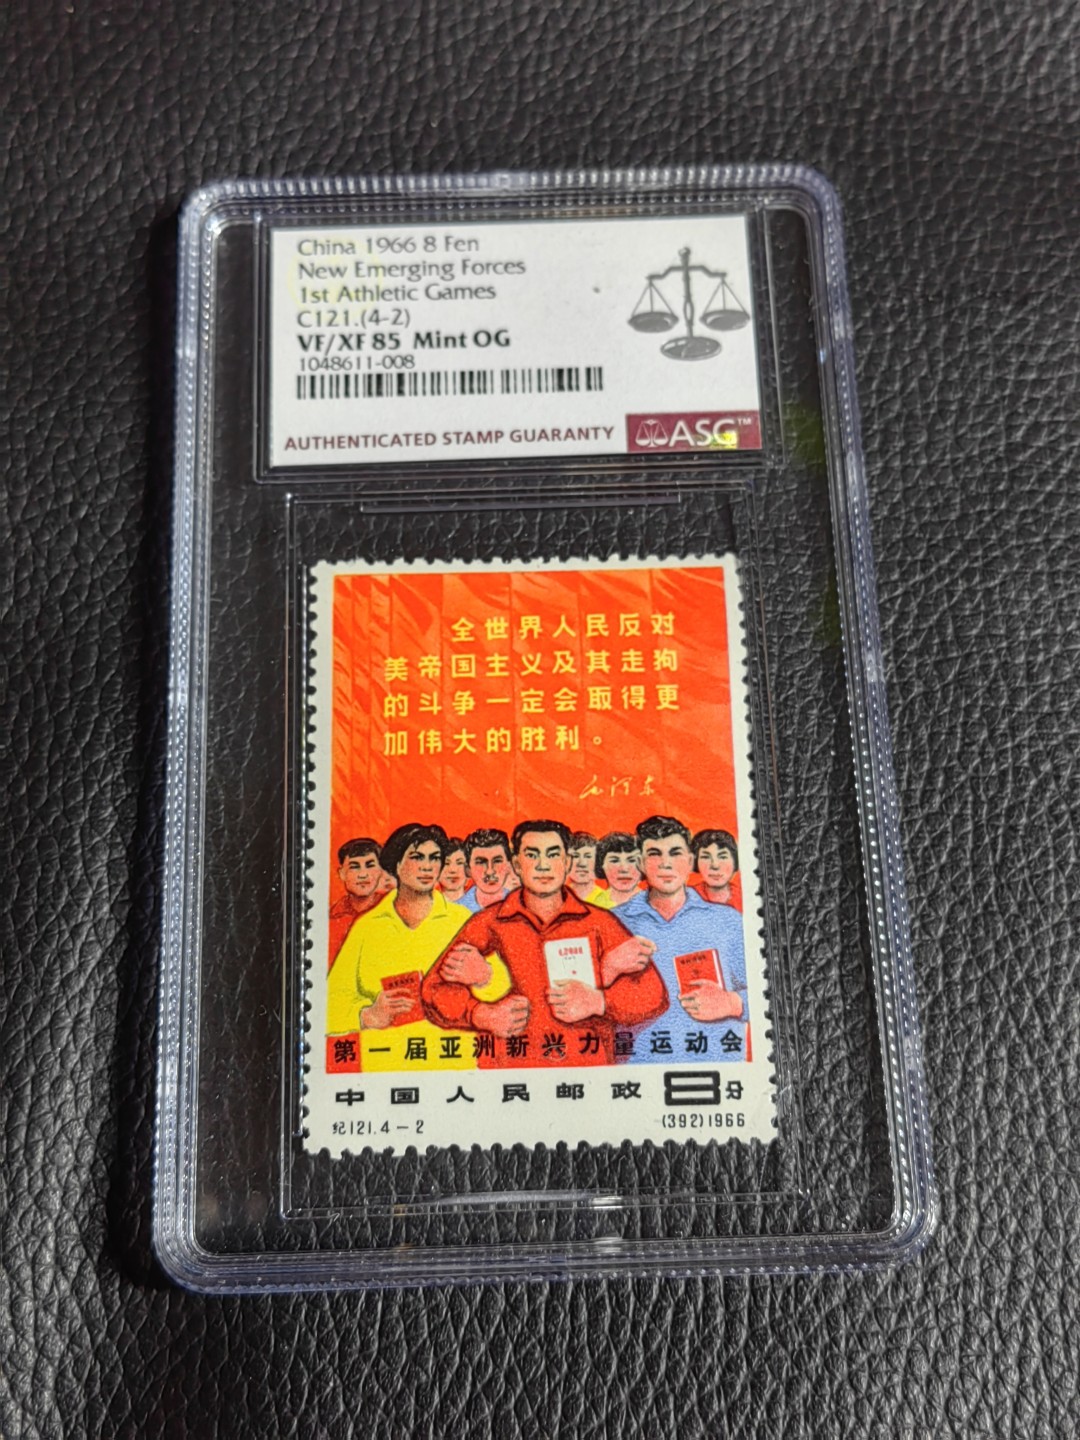 China 1966 8 Fen
New Emerging Forces
1st Athletic Games
C121.(4-2)
VF/XF 85 Mint OG
1048611-008
AUTHENTICATED STAMP GUARANTY
ASG™
全世界人民反对
美帝国主义及其走狗
的斗争一定会取得更
加伟大的胜利。
毛泽东
第一届亚洲新兴力量运动会
中国人民邮政 8分
纪121.4-2 (392)1966